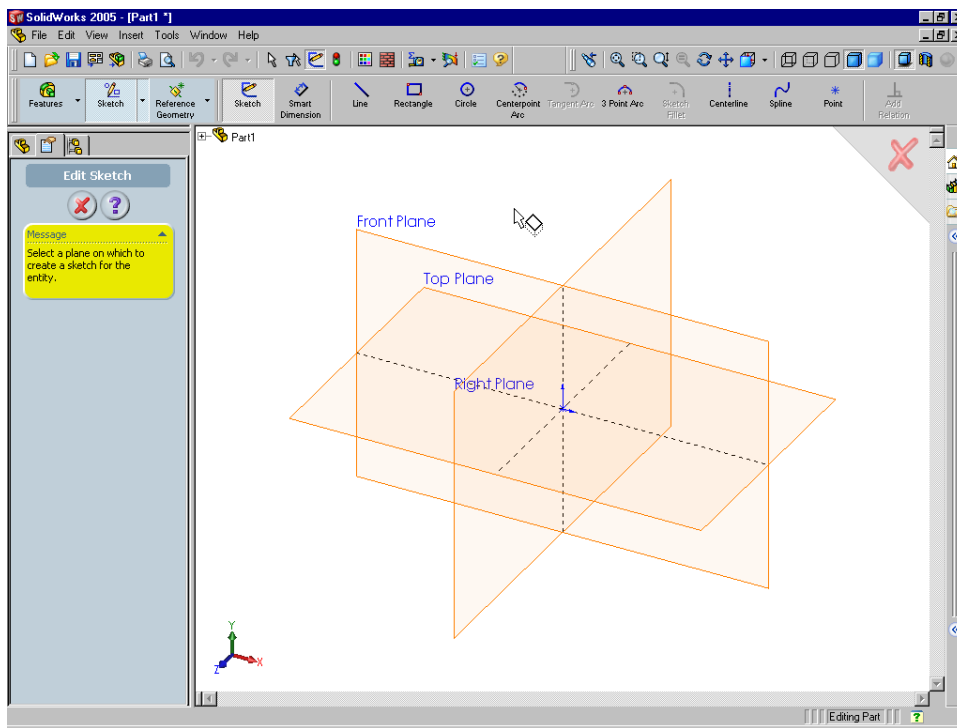 SolidWorks 2005 - [Part1 *]
File Edit View Insert Tools Window Help
Features Sketch Reference Geometry Sketch Smart Dimension Line Rectangle Circle Centerpoint Arc Tangent Arc 3 Point Arc Sketch Fillet Centerline Spline Point Add Relation
Part1
Edit Sketch
Message
Select a plane on which to
create a sketch for the
entity.
Front Plane
Top Plane
Right Plane
Y
X
Z
Editing Part